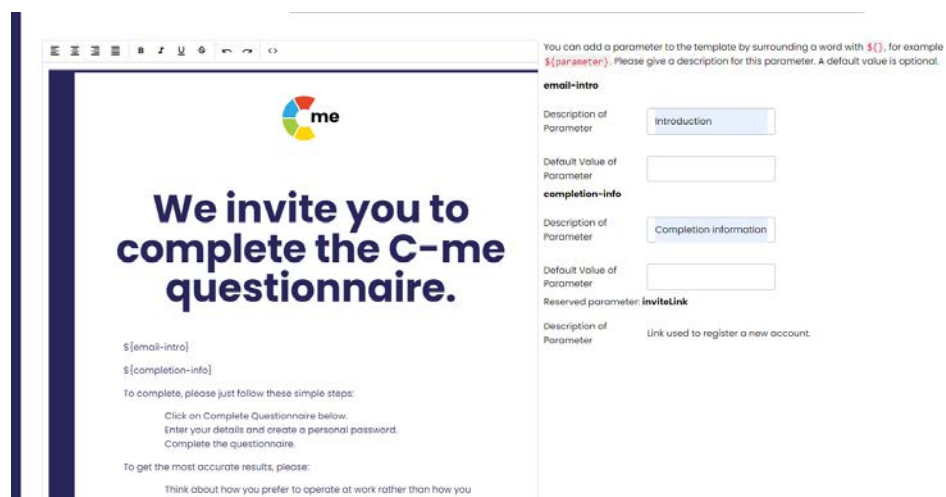 B I U S <>
You can add a parameter to the template by surrounding a word with ${}, for example
${parameter}. Please give a description for this parameter. A default value is optional.
email-intro
Description of
Parameter
Introduction
Default Value of
Parameter
completion-info
Description of
Parameter
Completion information
Default Value of
Parameter
Reserved parameter: inviteLink
Description of
Parameter
Link used to register a new account.
me
We invite you to
complete the C-me
questionnaire.
${email-intro}
${completion-info}
To complete, please just follow these simple steps:
Click on Complete Questionnaire below.
Enter your details and create a personal password.
Complete the questionnaire.
To get the most accurate results, please:
Think about how you prefer to operate at work rather than how you